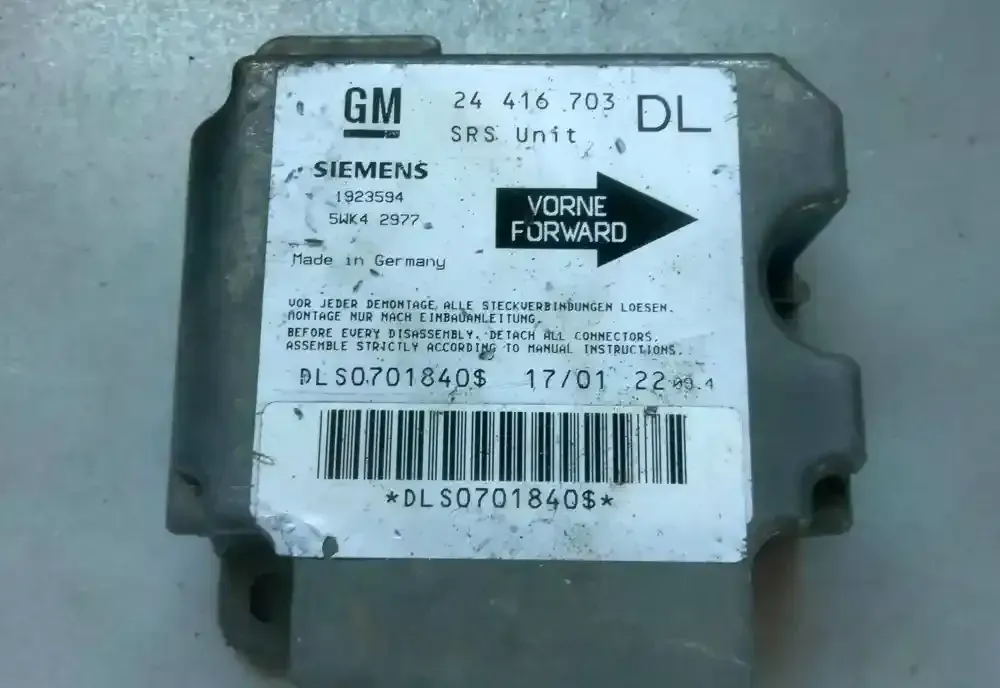 GM 24 416 703 DL
SRS Unit
SIEMENS
1923594
5WK4 2977
VORNE
FORWARD
Made in Germany
VOR JEDER DEMONTAGE ALLE STECKVERBINDUNGEN LOESEN.
MONTAGE NUR NACH EINBAUANLEITUNG.
BEFORE EVERY DISASSEMBLY, DETACH ALL CONNECTORS.
ASSEMBLE STRICTLY ACCORDING TO MANUAL INSTRUCTIONS.
DLS0701840$ 17/01 22 09.4
*DLS0701840$*